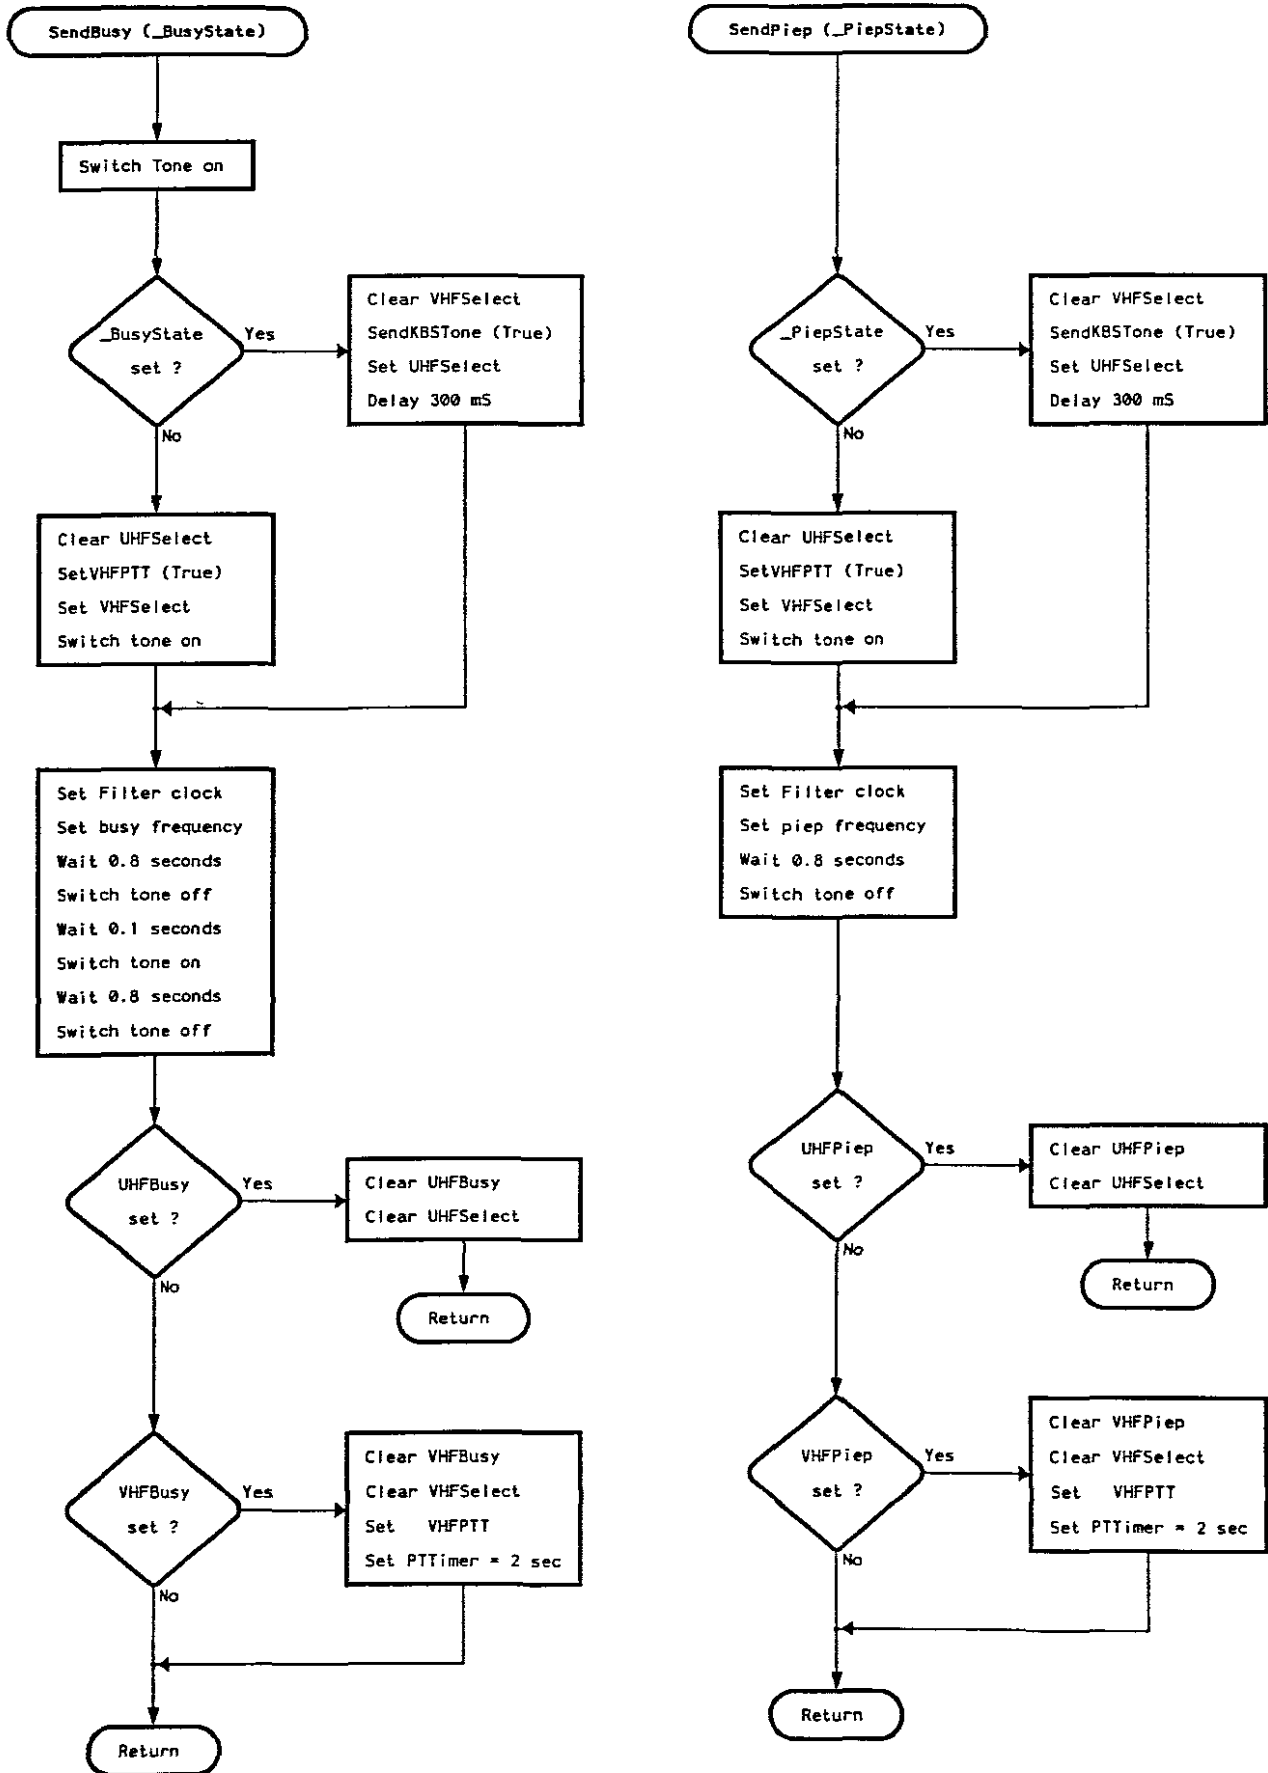 SendBusy (_BusyState)
Switch Tone on
_BusyState
set ?
Yes
No
Clear VHFSelect
SendKBSTone (True)
Set UHFSelect
Delay 300 mS
Clear UHFSelect
SetVHFPTT (True)
Set VHFSelect
Switch tone on
Set Filter clock
Set busy frequency
Wait 0.8 seconds
Switch tone off
Wait 0.1 seconds
Switch tone on
Wait 0.8 seconds
Switch tone off
UHFBusy
set ?
Yes
No
Clear UHFBusy
Clear UHFSelect
Return
VHFBusy
set ?
Yes
No
Clear VHFBusy
Clear VHFSelect
Set VHFPTT
Set PTTimer = 2 sec
Return
SendPiep (_PiepState)
_PiepState
set ?
Yes
No
Clear VHFSelect
SendKBSTone (True)
Set UHFSelect
Delay 300 mS
Clear UHFSelect
SetVHFPTT (True)
Set VHFSelect
Switch tone on
Set Filter clock
Set piep frequency
Wait 0.8 seconds
Switch tone off
UHFPiep
set ?
Yes
No
Clear UHFPiep
Clear UHFSelect
Return
VHFPiep
set ?
Yes
No
Clear VHFPiep
Clear VHFSelect
Set VHFPTT
Set PTTimer = 2 sec
Return